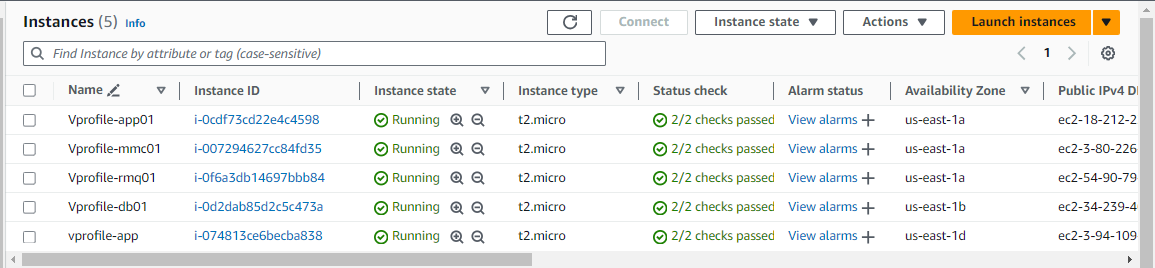 Instances (5) Info Connect Instance state Actions Launch instances
Find Instance by attribute or tag (case-sensitive) 1
Name Instance ID Instance state Instance type Status check Alarm status Availability Zone Public IPv4 D
Vprofile-app01 i-0cdf73cd22e4c4598 Running t2.micro 2/2 checks passed View alarms + us-east-1a ec2-18-212-2
Vprofile-mmc01 i-007294627cc84fd35 Running t2.micro 2/2 checks passed View alarms + us-east-1a ec2-3-80-226
Vprofile-rmq01 i-0f6a3db14697bbb84 Running t2.micro 2/2 checks passed View alarms + us-east-1a ec2-54-90-79
Vprofile-db01 i-0d2dab85d2c5c473a Running t2.micro 2/2 checks passed View alarms + us-east-1b ec2-34-239-4
vprofile-app i-074813ce6becba838 Running t2.micro 2/2 checks passed View alarms + us-east-1d ec2-3-94-109